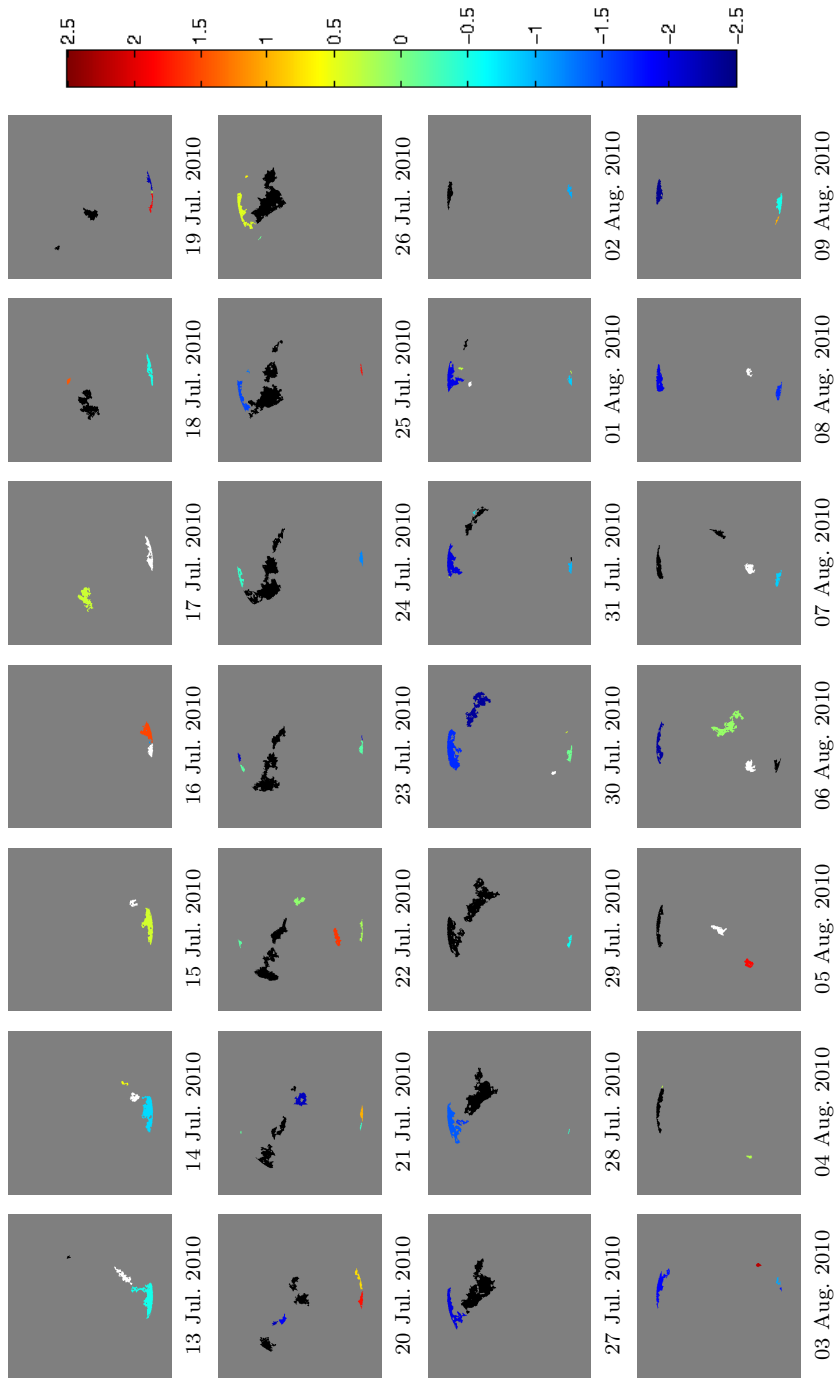 13 Jul. 2010
14 Jul. 2010
15 Jul. 2010
16 Jul. 2010
17 Jul. 2010
18 Jul. 2010
19 Jul. 2010
20 Jul. 2010
21 Jul. 2010
22 Jul. 2010
23 Jul. 2010
24 Jul. 2010
25 Jul. 2010
26 Jul. 2010
27 Jul. 2010
28 Jul. 2010
29 Jul. 2010
30 Jul. 2010
31 Jul. 2010
01 Aug. 2010
02 Aug. 2010
03 Aug. 2010
04 Aug. 2010
05 Aug. 2010
06 Aug. 2010
07 Aug. 2010
08 Aug. 2010
09 Aug. 2010
2.5
2
1.5
1
0.5
0
-0.5
-1
-1.5
-2
-2.5